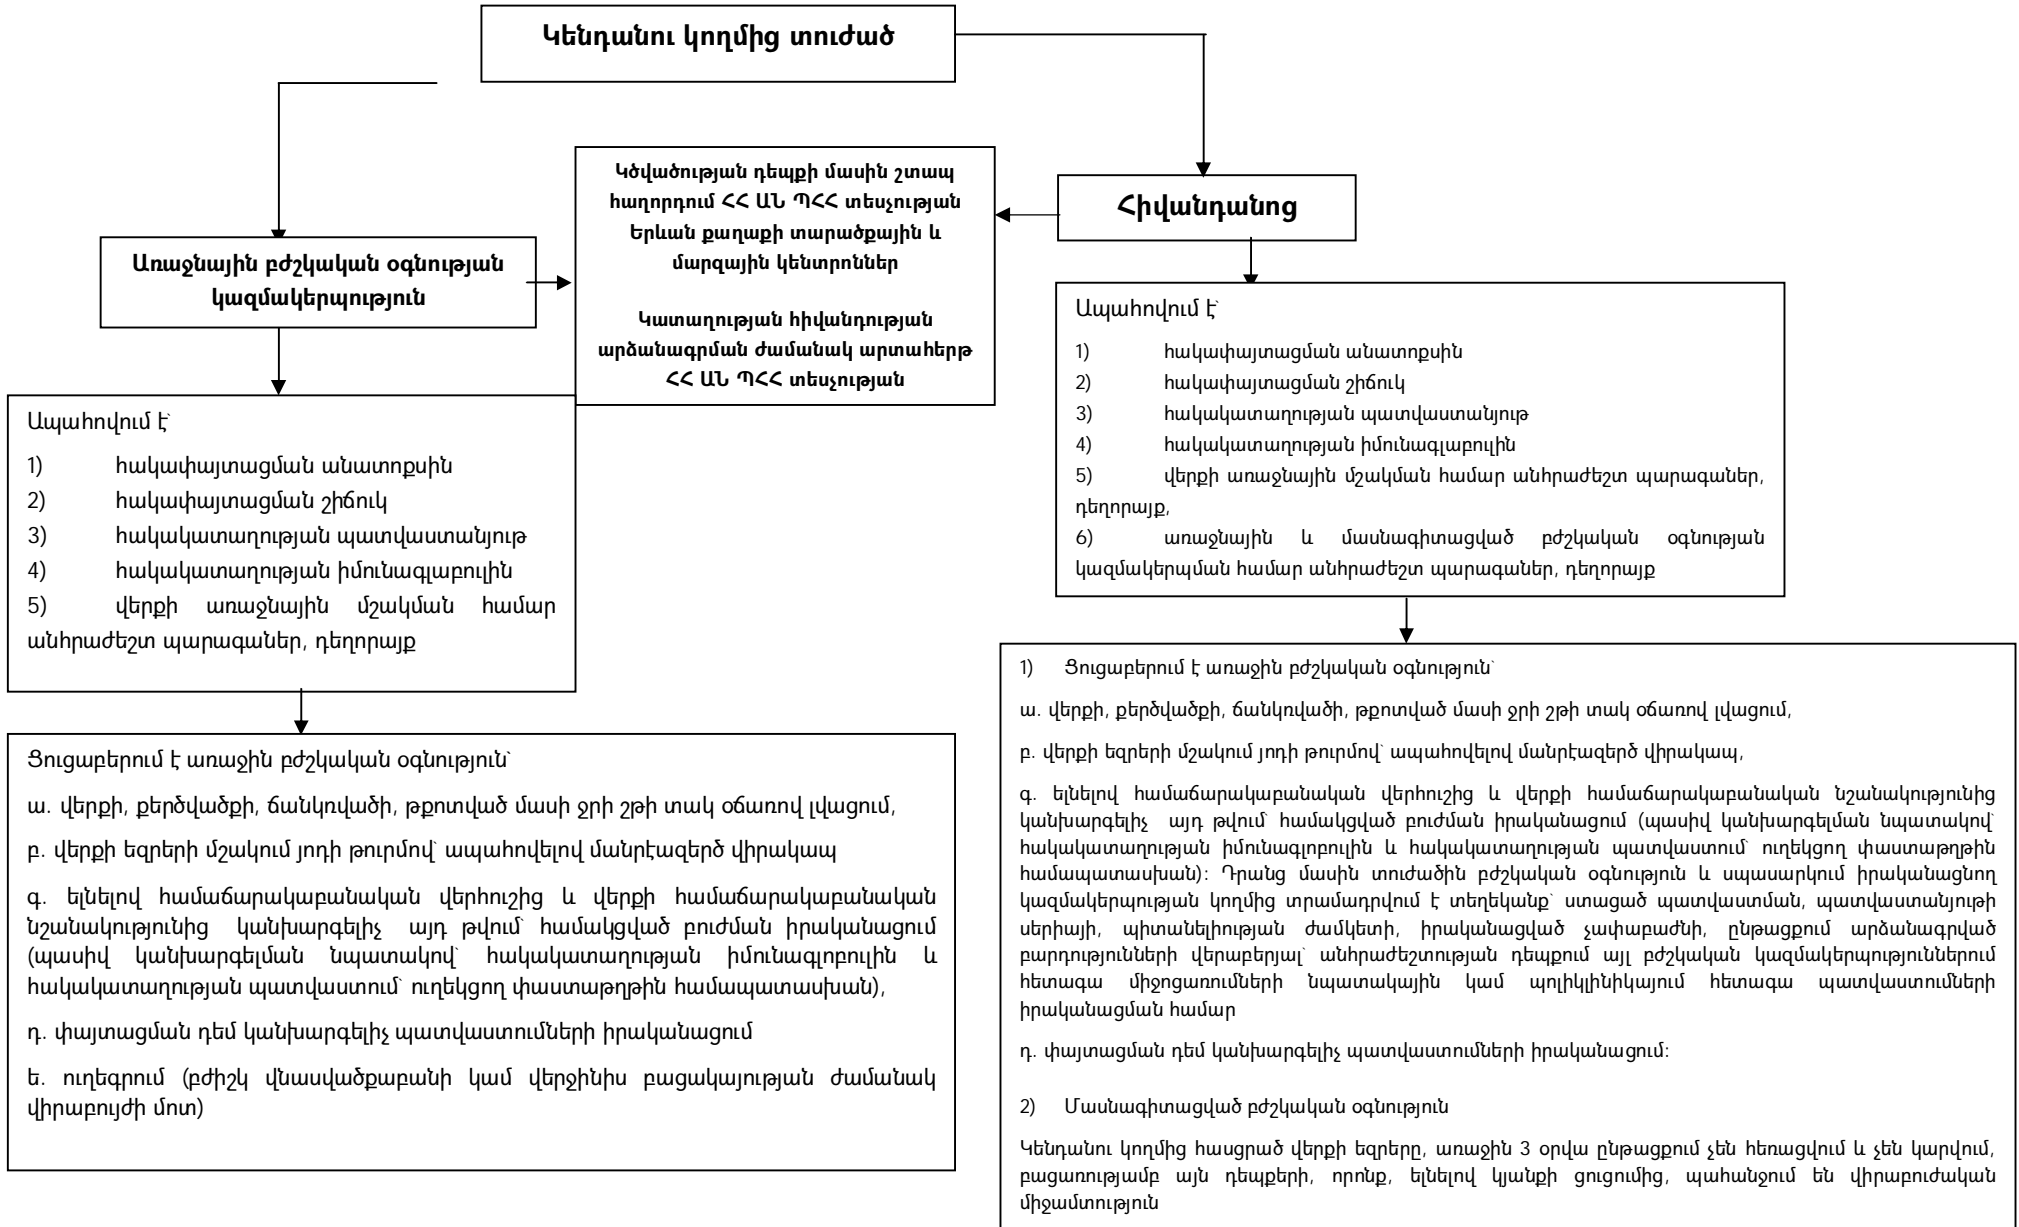 Կենդանու կողմից տուժած
Կծվածության դեպքի մասին շտապ
հաղորդում ՀՀ ԱՆ ՊՀՀ տեսչության
Երևան քաղաքի տարածքային և
մարզային կենտրոններ
Կատաղության հիվանդության
արձանագրման ժամանակ արտահերթ
ՀՀ ԱՆ ՊՀՀ տեսչության
Հիվանդանոց
Առաջնային բժշկական օգնության
կազմակերպություն
Ապահովում է՝
1) հակափայտացման անատոքսին
2) հակափայտացման շիճուկ
3) հակակատաղության պատվաստանյութ
4) հակակատաղության իմունագլաբուլին
5) վերքի առաջնային մշակման համար
անհրաժեշտ պարագաներ, դեղորայք
Ցուցաբերում է առաջին բժշկական օգնություն՝
ա. վերքի, քերծվածքի, ճանկռվածի, թքոտված մասի ջրի շթի տակ օճառով լվացում,
բ. վերքի եզրերի մշակում յոդի թուրմով՝ ապահովելով մանրէազերծ վիրակապ
գ. ելնելով համաճարակաբանական վերհուշից և վերքի համաճարակաբանական
նշանակությունից կանխարգելիչ այդ թվում՝ համակցված բուժման իրականացում
(պասիվ կանխարգելման նպատակով՝ հակակատաղության իմունագլոբուլին և
հակակատաղության պատվաստում՝ ուղեկցող փաստաթղթին համապատասխան),
դ. փայտացման դեմ կանխարգելիչ պատվաստումների իրականացում
ե. ուղեգրում (բժիշկ վնասվածքաբանի կամ վերջինիս բացակայության ժամանակ
վիրաբույժի մոտ)
Ապահովում է՝
1) հակափայտացման անատոքսին
2) հակափայտացման շիճուկ
3) հակակատաղության պատվաստանյութ
4) հակակատաղության իմունագլաբուլին
5) վերքի առաջնային մշակման համար անհրաժեշտ պարագաներ,
դեղորայք,
6) առաջնային և մասնագիտացված բժշկական օգնության
կազմակերպման համար անհրաժեշտ պարագաներ, դեղորայք
1) Ցուցաբերում է առաջին բժշկական օգնություն՝
ա. վերքի, քերծվածքի, ճանկռվածի, թքոտված մասի ջրի շթի տակ օճառով լվացում,
բ. վերքի եզրերի մշակում յոդի թուրմով՝ ապահովելով մանրէազերծ վիրակապ,
գ. ելնելով համաճարակաբանական վերհուշից և վերքի համաճարակաբանական նշանակությունից
կանխարգելիչ այդ թվում՝ համակցված բուժման իրականացում (պասիվ կանխարգելման նպատակով՝
հակակատաղության իմունագլոբուլին և հակակատաղության պատվաստում՝ ուղեկցող փաստաթղթին
համապատասխան): Դրանց մասին տուժածին բժշկական օգնություն և սպասարկում իրականացնող
կազմակերպության կողմից տրամադրվում է տեղեկանք՝ ստացած պատվաստման, պատվաստանյութի
սերիայի, պիտանելիության ժամկետի, իրականացված չափաբաժնի, ընթացքում արձանագրված
բարդությունների վերաբերյալ՝ անհրաժեշտության դեպքում այլ բժշկական կազմակերպություններում
հետագա միջոցառումների նպատակային կամ պոլիկլինիկայում հետագա պատվաստումների
իրականացման համար
դ. փայտացման դեմ կանխարգելիչ պատվաստումների իրականացում:
2) Մասնագիտացված բժշկական օգնություն
Կենդանու կողմից հասցրած վերքի եզրերը, առաջին 3 օրվա ընթացքում չեն հեռացվում և չեն կարվում,
բացառությամբ այն դեպքերի, որոնք, ելնելով կյանքի ցուցումից, պահանջում են վիրաբուժական
միջամտություն